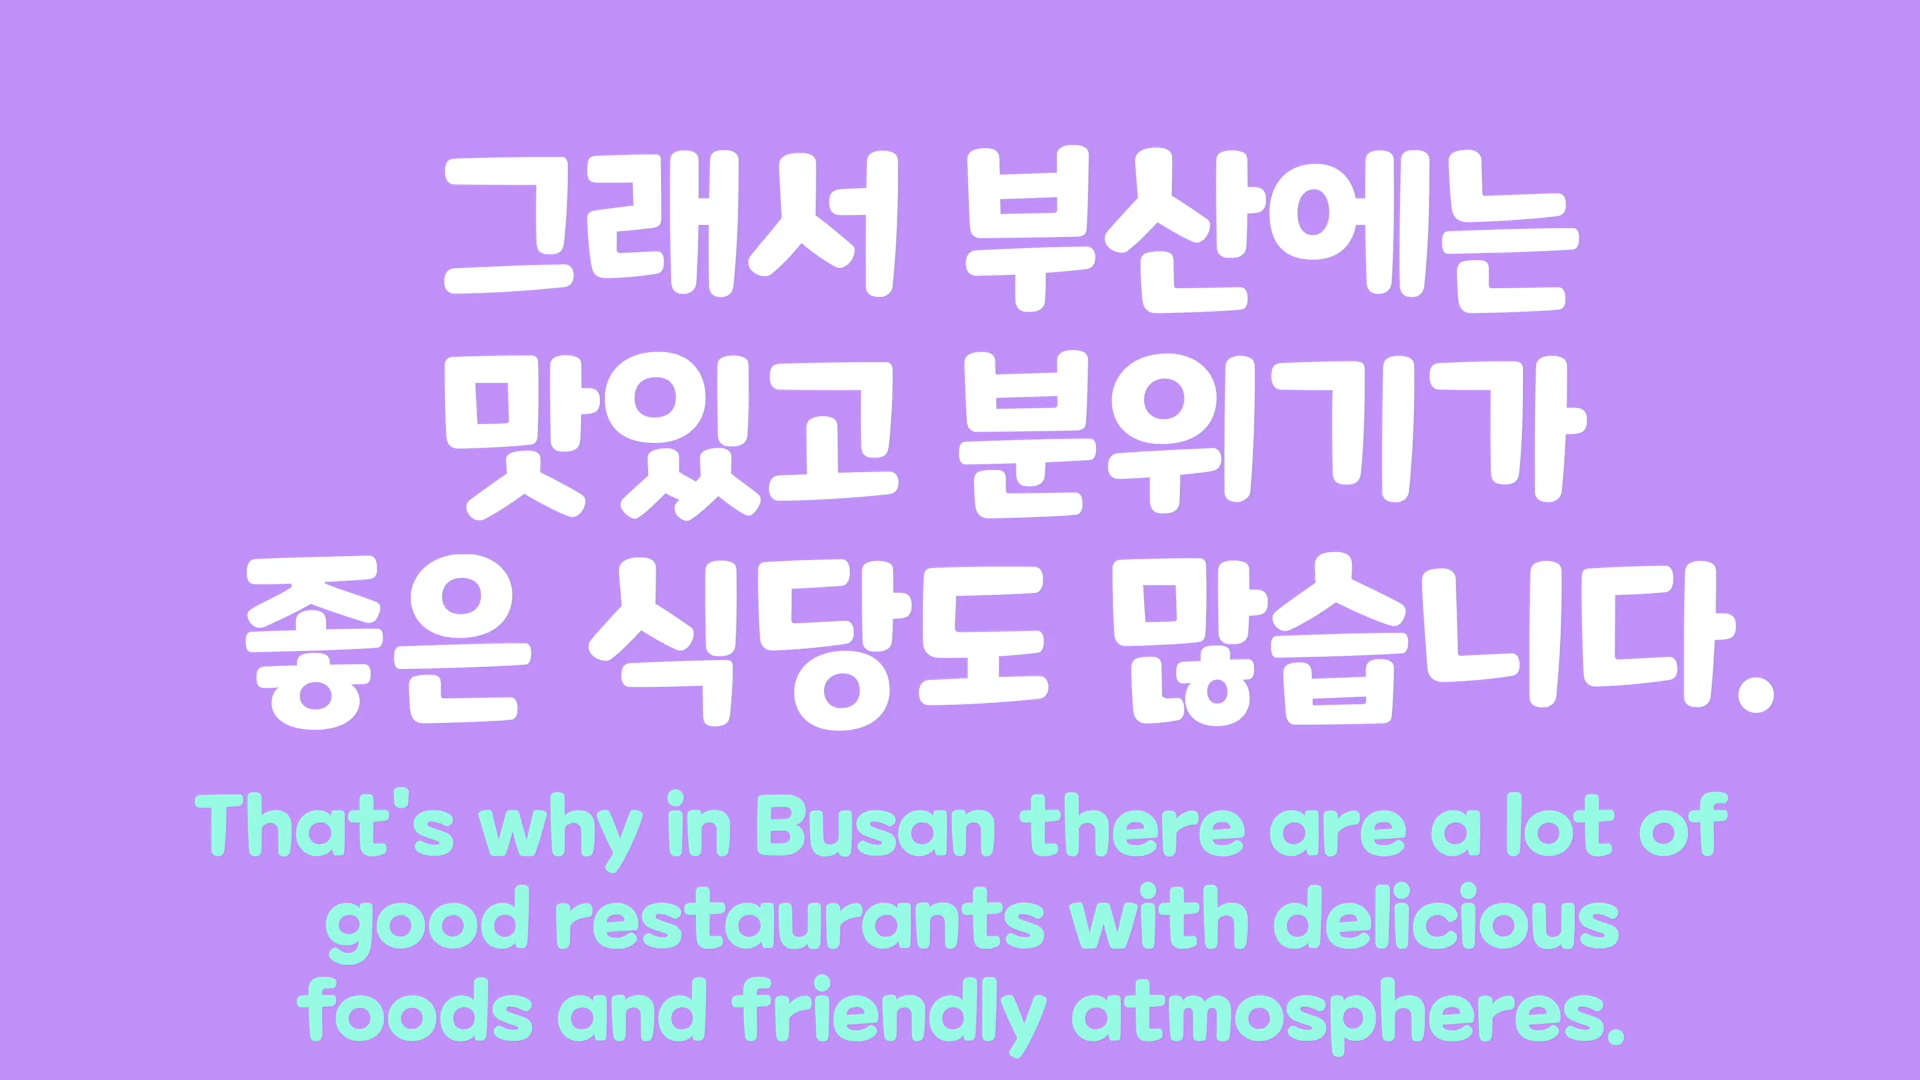 그래서 부산에는
맛있고 분위기가
좋은 식당도 많습니다.
That's why in Busan there are a lot of
good restaurants with delicious
foods and friendly atmospheres.